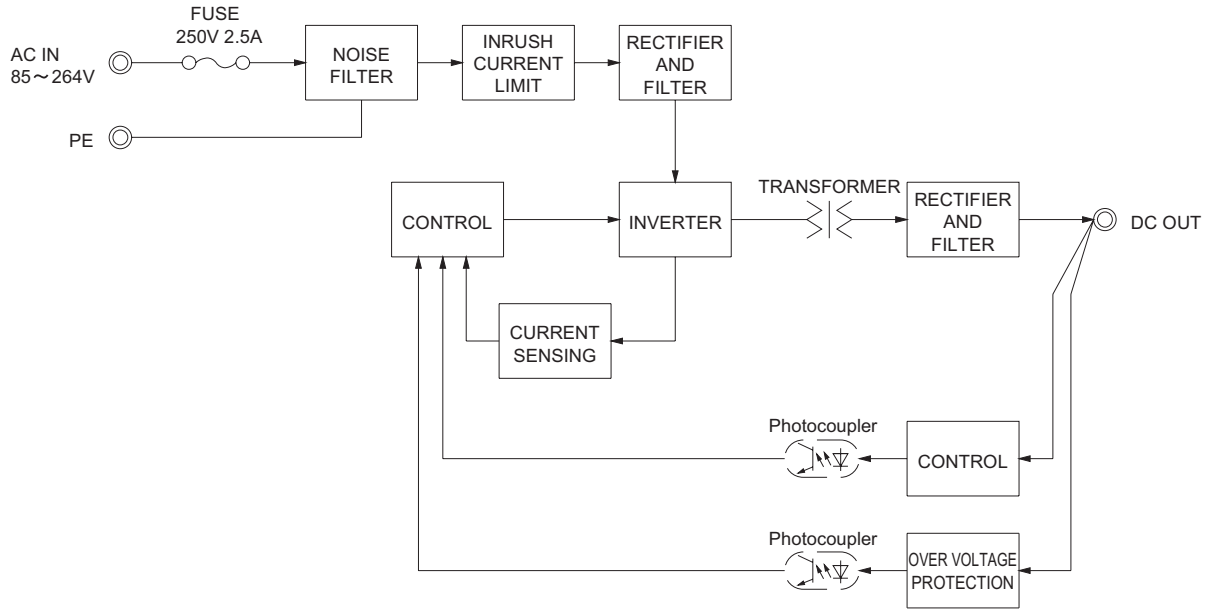 FUSE
250V 2.5A
AC IN
85～264V
NOISE
FILTER
INRUSH
CURRENT
LIMIT
RECTIFIER
AND
FILTER
PE
CONTROL
INVERTER
TRANSFORMER
RECTIFIER
AND
FILTER
DC OUT
CURRENT
SENSING
Photocoupler
CONTROL
Photocoupler
OVER VOLTAGE
PROTECTION